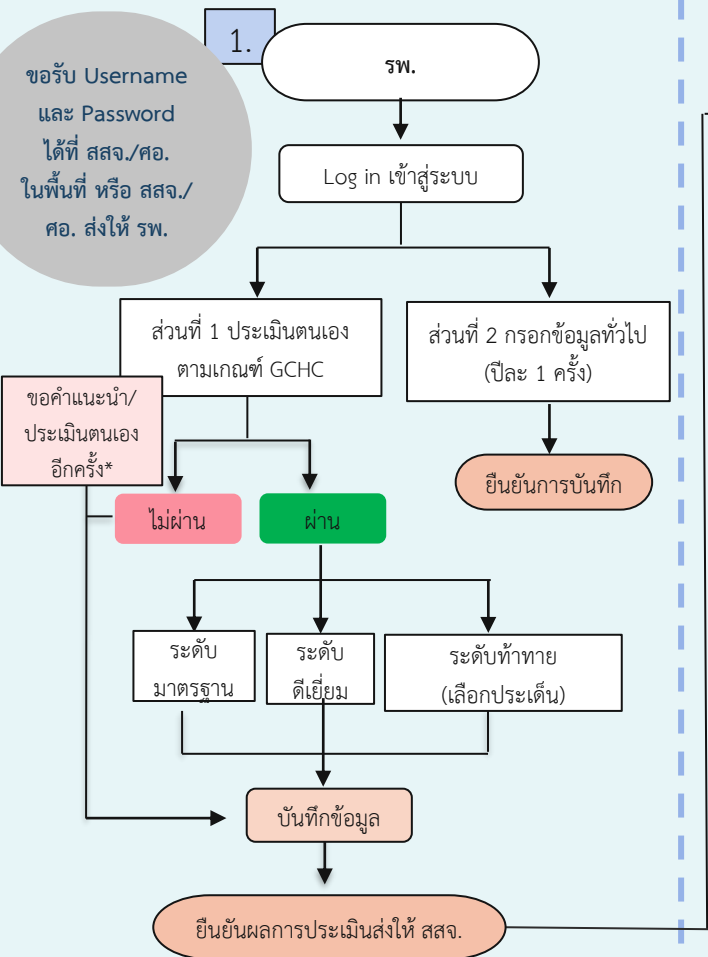 ขอรับ Username
และ Password
ได้ที่ สสจ./ศอ.
ในพื้นที่ หรือ สสจ./
ศอ. ส่งให้ รพ.
1.
รพ.
Log in เข้าสู่ระบบ
ส่วนที่ 1 ประเมินตนเอง
ตามเกณฑ์ GCHC
ส่วนที่ 2 กรอกข้อมูลทั่วไป
(ปีละ 1 ครั้ง)
ขอคำแนะนำ/
ประเมินตนเอง
อีกครั้ง*
ยืนยันการบันทึก
ไม่ผ่าน
ผ่าน
ระดับ
มาตรฐาน
ระดับ
ดีเยี่ยม
ระดับท้าทาย
(เลือกประเด็น)
บันทึกข้อมูล
ยืนยันผลการประเมินส่งให้ สสจ.